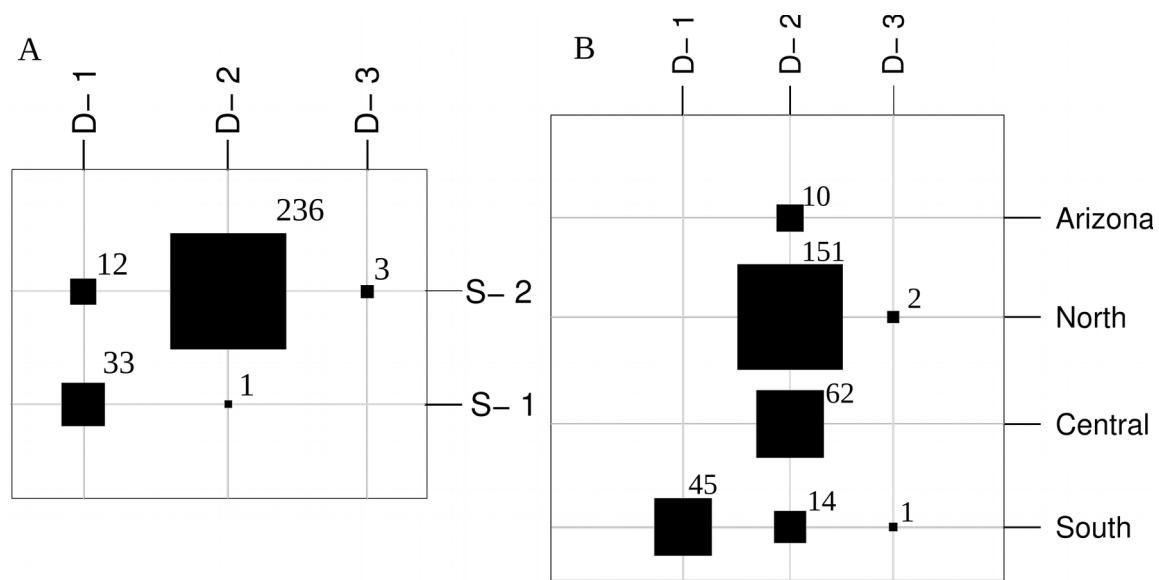 A
D– 1
D– 2
D– 3
236
12
3
S– 2
33
1
S– 1
B
D– 1
D– 2
D– 3
10
Arizona
151
2
North
62
Central
45
14
1
South